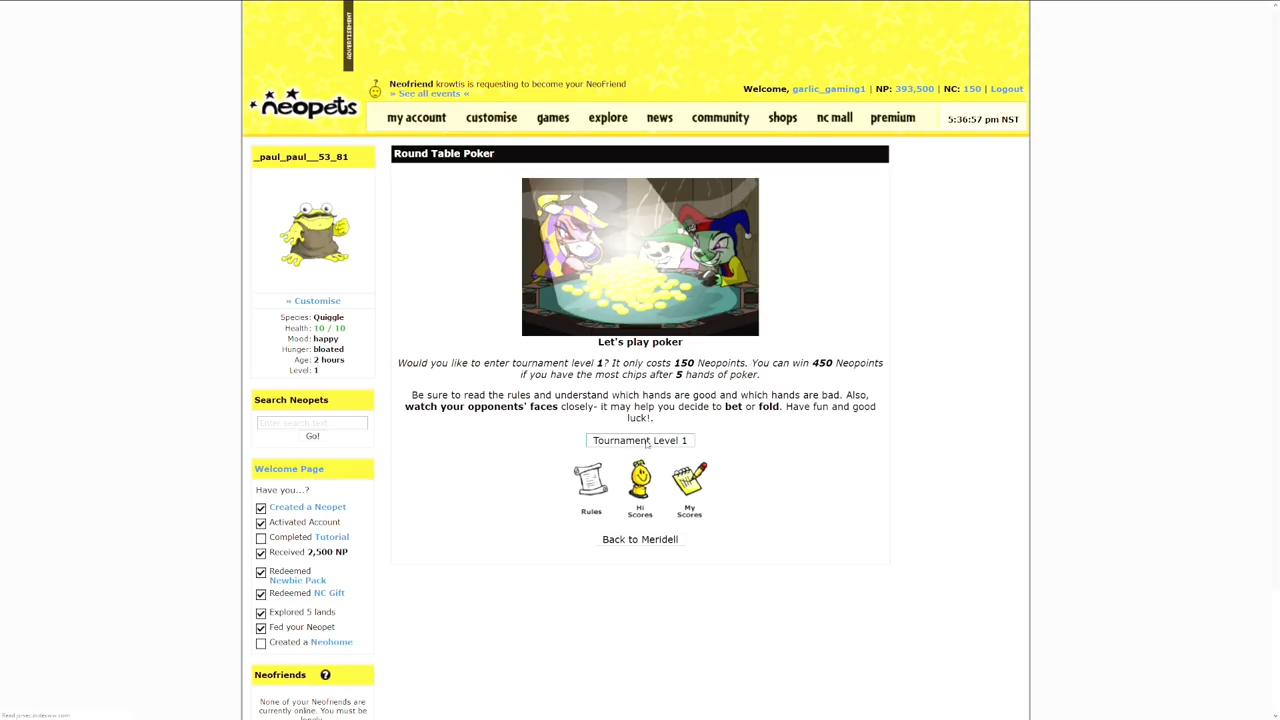 ADVERTISEMENT
Neofriend krowtis is requesting to become your NeoFriend
» See all events «
Welcome, garlic_gaming1 | NP: 393,500 | NC: 150 | Logout
neopets
my account customise games explore news community shops nc mall premium 5:36:57 pm NST
_paul_paul__53_81
» Customise
Species: Quiggle
Health: 10 / 10
Mood: happy
Hunger: bloated
Age: 2 hours
Level: 1
Search Neopets
Enter search text...
Go!
Welcome Page
Have you...?
Created a Neopet
Activated Account
Completed Tutorial
Received 2,500 NP
Redeemed
Newbie Pack
Redeemed NC Gift
Explored 5 lands
Fed your Neopet
Created a Neohome
Neofriends ?
None of your Neofriends are
currently online. You must be
Round Table Poker
Let's play poker
Would you like to enter tournament level 1? It only costs 150 Neopoints. You can win 450 Neopoints
if you have the most chips after 5 hands of poker.
Be sure to read the rules and understand which hands are good and which hands are bad. Also,
watch your opponents' faces closely- it may help you decide to bet or fold. Have fun and good
luck!.
Tournament Level 1
Rules
Hi
Scores
My
Scores
Back to Meridell